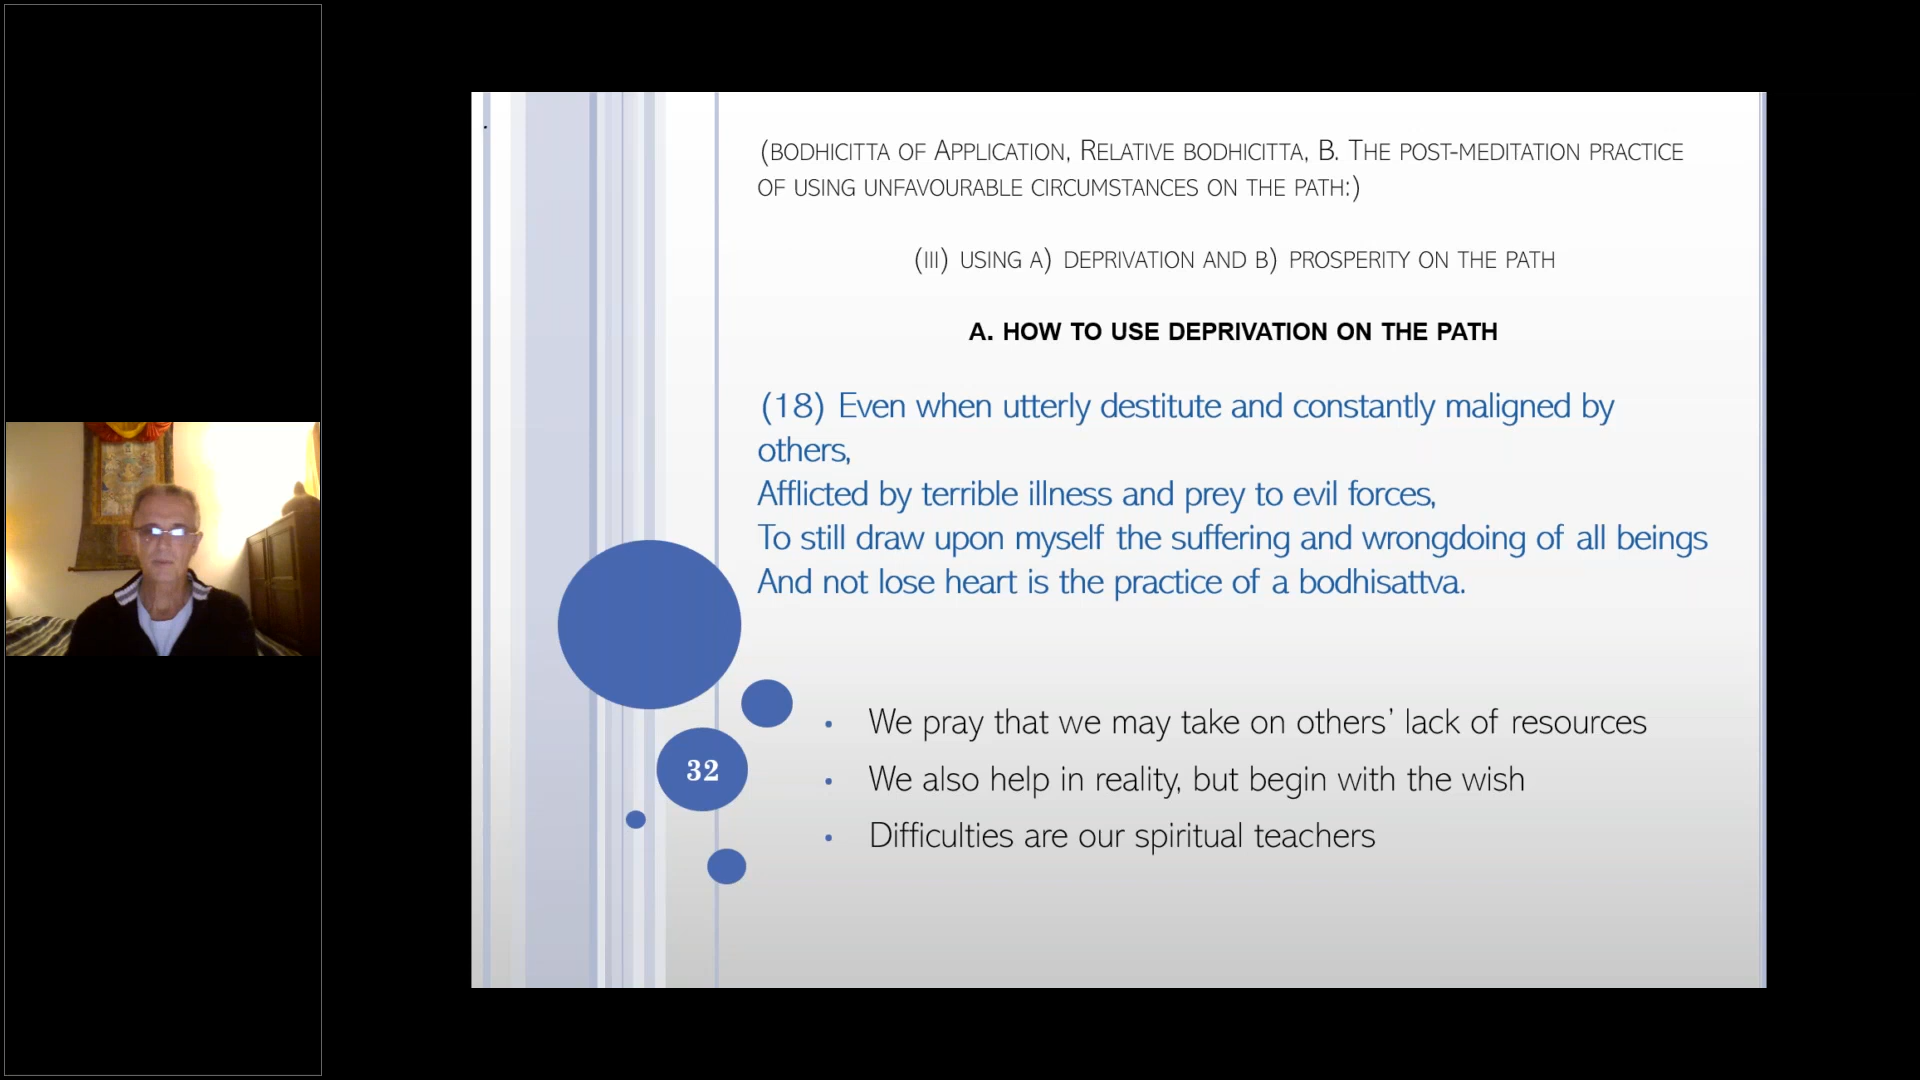 (BODHICITTA OF APPLICATION, RELATIVE BODHICITTA, B. THE POST-MEDITATION PRACTICE
OF USING UNFAVOURABLE CIRCUMSTANCES ON THE PATH:)
(III) USING A) DEPRIVATION AND B) PROSPERITY ON THE PATH
A. HOW TO USE DEPRIVATION ON THE PATH
(18) Even when utterly destitute and constantly maligned by
others,
Afflicted by terrible illness and prey to evil forces,
To still draw upon myself the suffering and wrongdoing of all beings
And not lose heart is the practice of a bodhisattva.
• We pray that we may take on others’ lack of resources
• We also help in reality, but begin with the wish
• Difficulties are our spiritual teachers
32